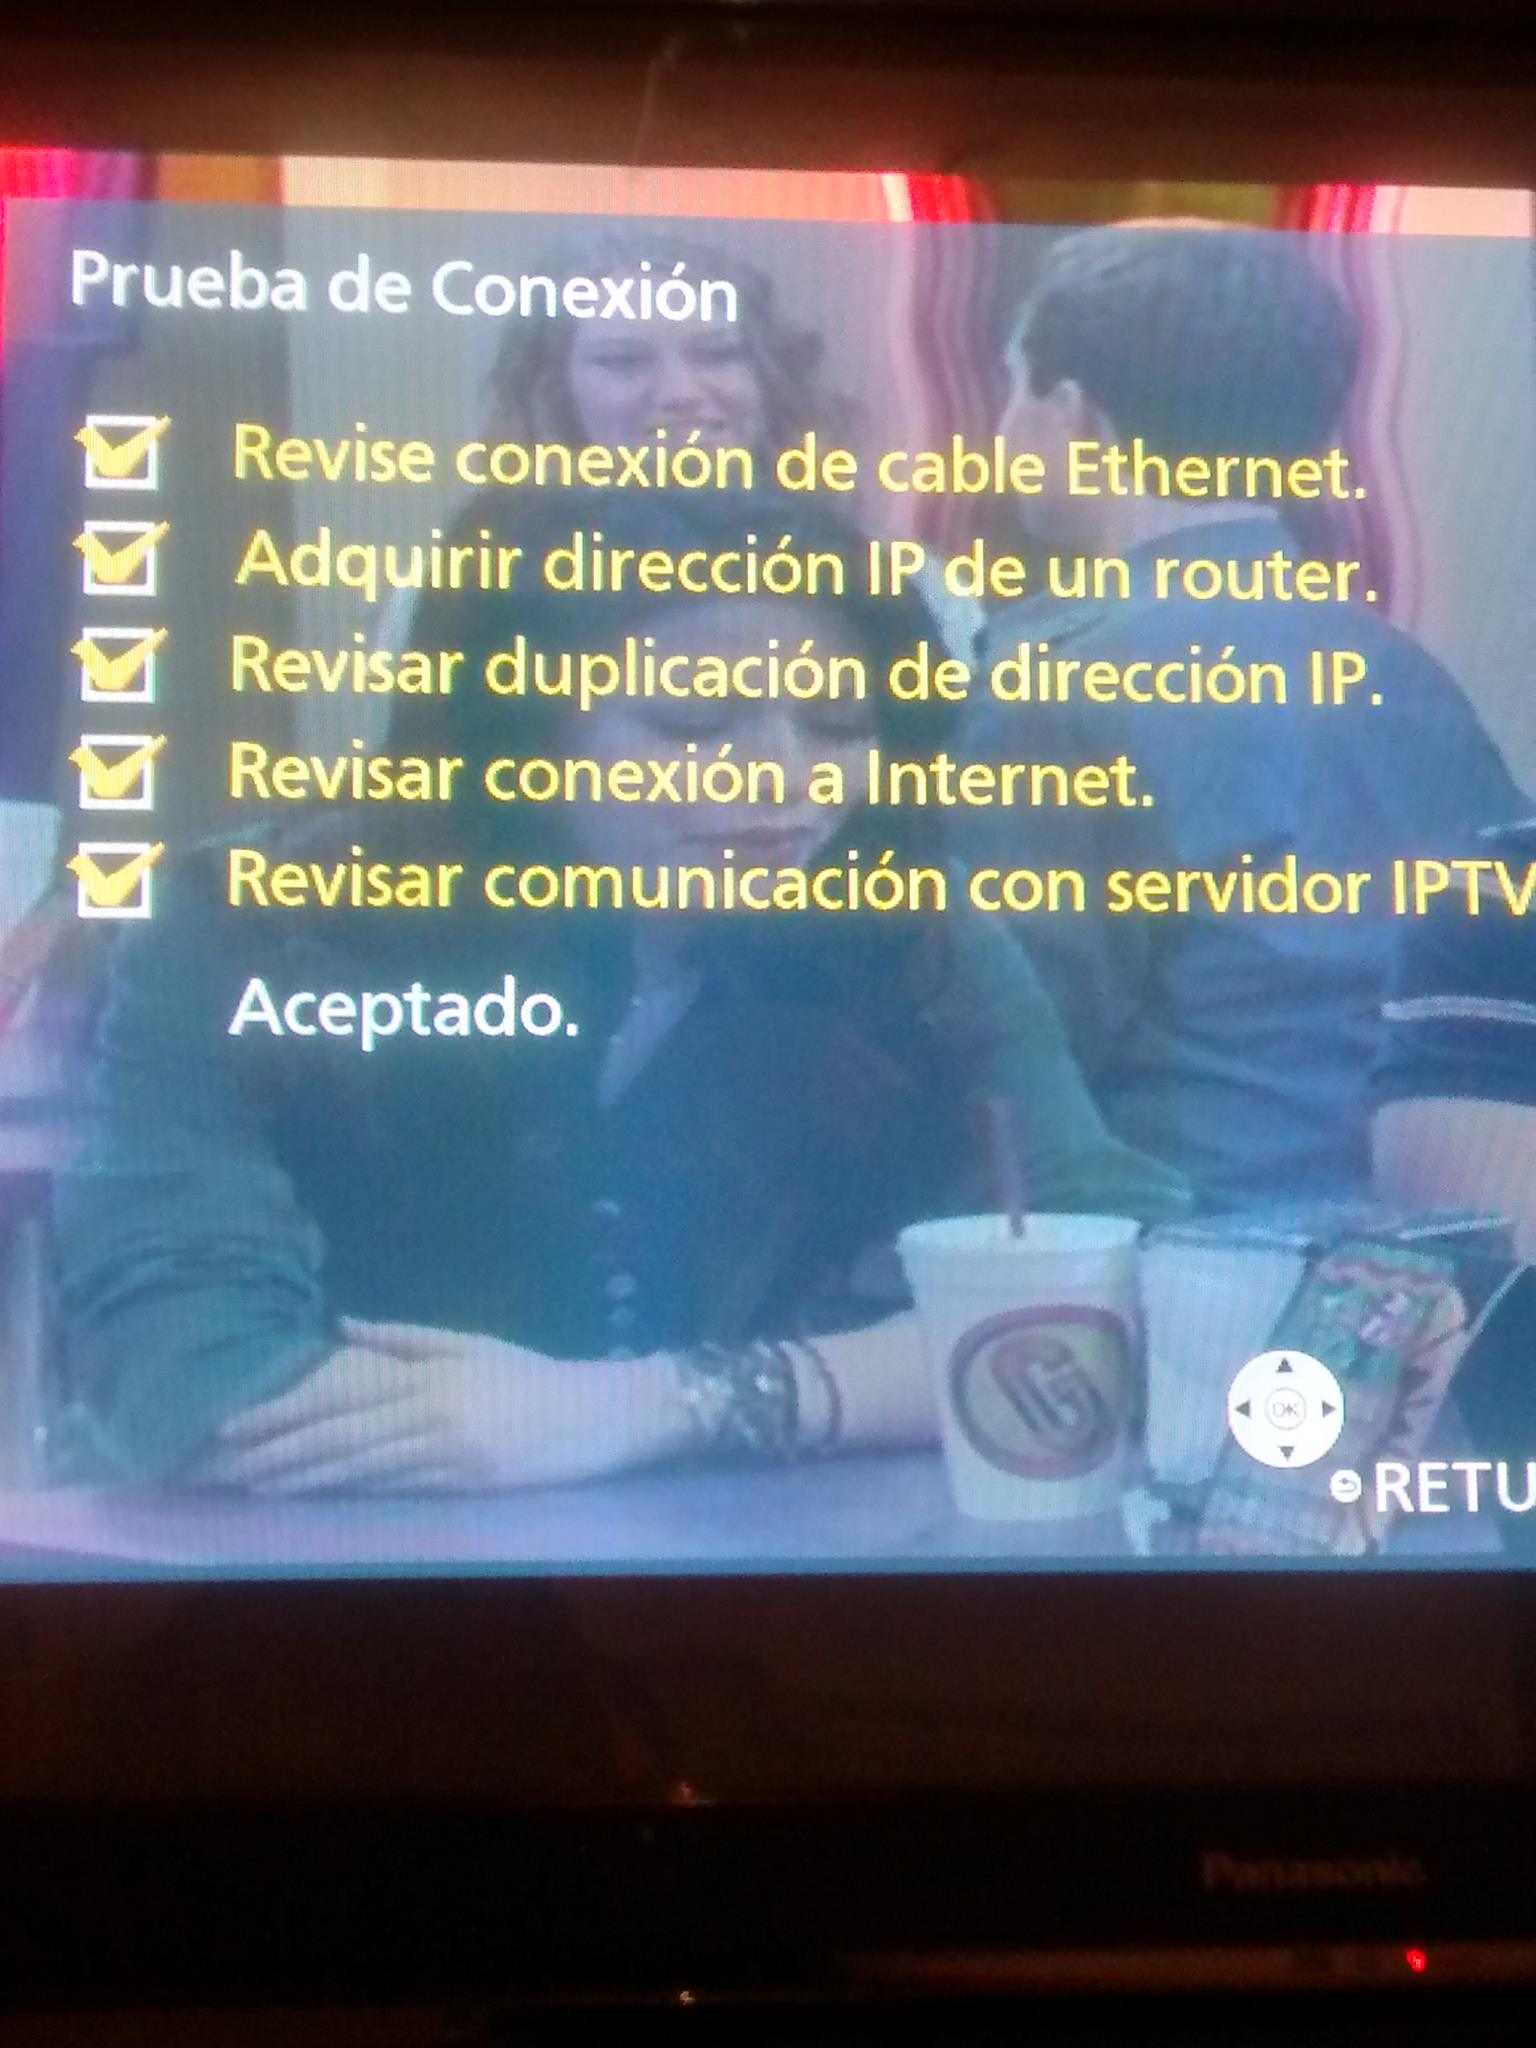 Prueba de Conexión
Revise conexión de cable Ethernet.
Adquirir dirección IP de un router.
Revisar duplicación de dirección IP.
Revisar conexión a Internet.
Revisar comunicación con servidor IPTV
Aceptado.
OK
RETU
Panasonic